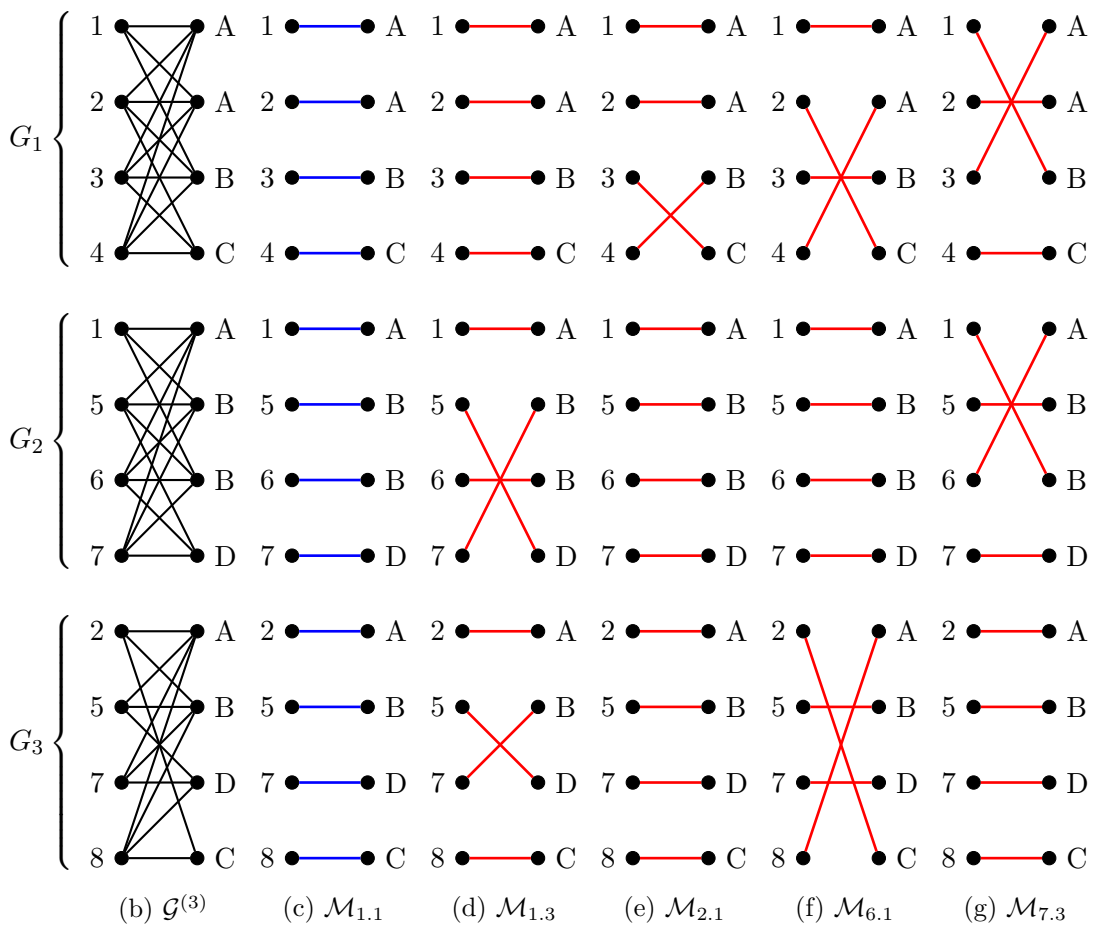 1 A 1 A 1 A 1 A 1 A 1 A
2 A 2 A 2 A 2 A 2 A 2 A
G₁
3 B 3 B 3 B 3 B 3 B 3 B
4 C 4 C 4 C 4 C 4 C 4 C
1 A 1 A 1 A 1 A 1 A 1 A
5 B 5 B 5 B 5 B 5 B 5 B
G₂
6 B 6 B 6 B 6 B 6 B 6 B
7 D 7 D 7 D 7 D 7 D 7 D
2 A 2 A 2 A 2 A 2 A 2 A
5 B 5 B 5 B 5 B 5 B 5 B
G₃
7 D 7 D 7 D 7 D 7 D 7 D
8 C 8 C 8 C 8 C 8 C 8 C
(b) 𝒢⁽³⁾ (c) ℳ₁.₁ (d) ℳ₁.₃ (e) ℳ₂.₁ (f) ℳ₆.₁ (g) ℳ₇.₃